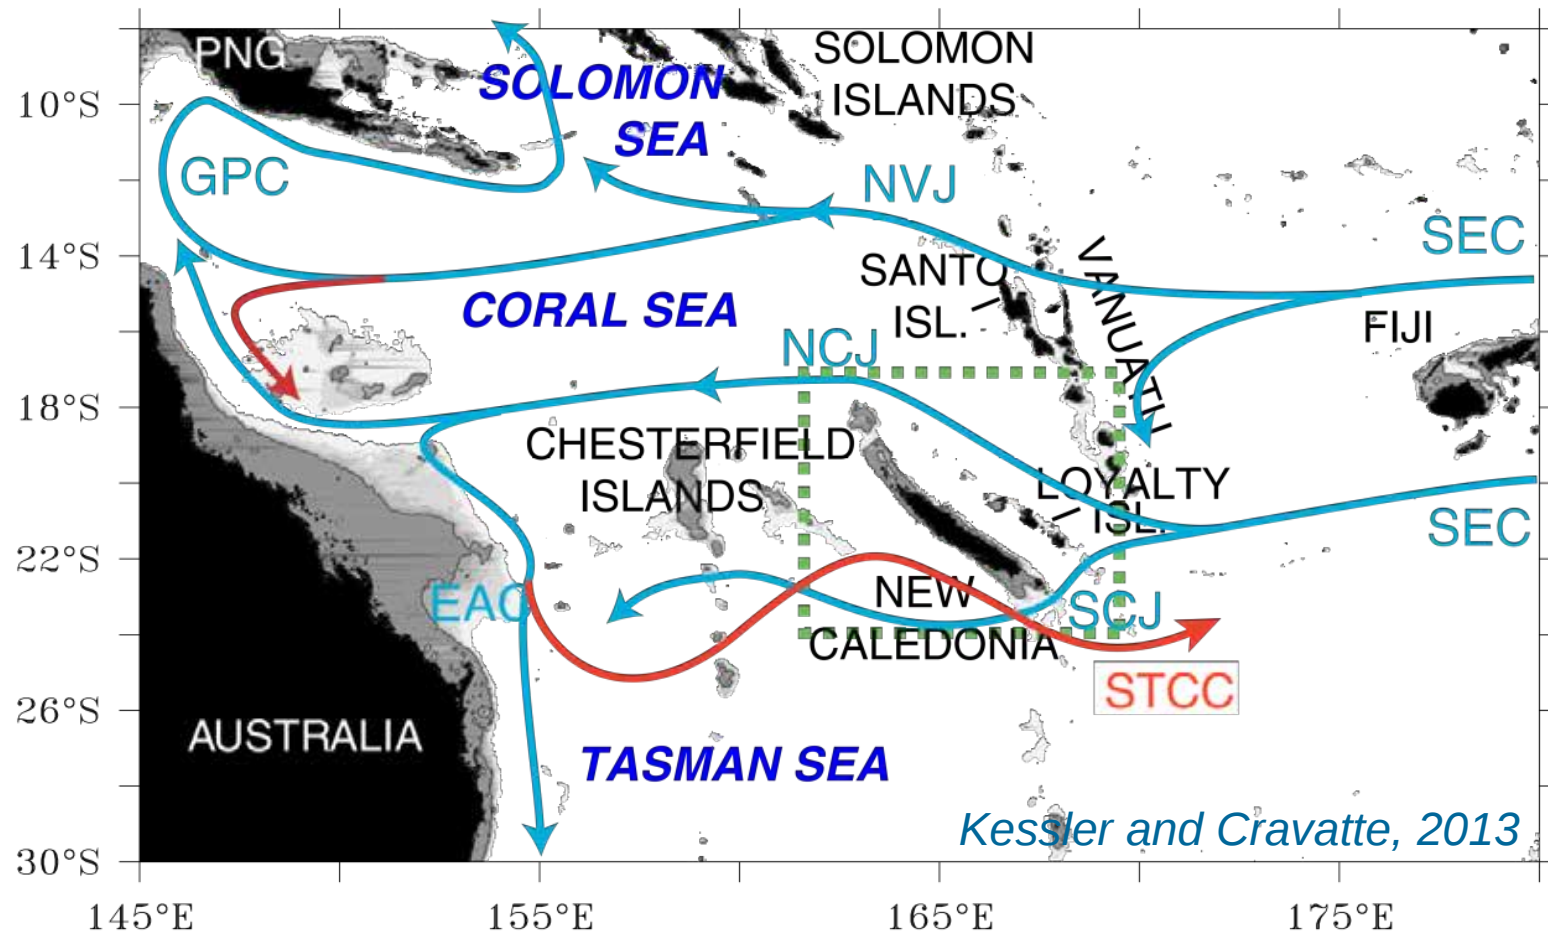 PNG
SOLOMON
SEA
SOLOMON
ISLANDS
10°S
GPC
NVJ
SEC
14°S
SANTO
ISL.
VANUATU
CORAL SEA
FIJI
NCJ
18°S
CHESTERFIELD
ISLANDS
LOYALTY
ISL.
SEC
22°S
EAC
NEW
CALEDONIA
SCJ
STCC
26°S
AUSTRALIA
TASMAN SEA
Kessler and Cravatte, 2013
30°S
145°E
155°E
165°E
175°E